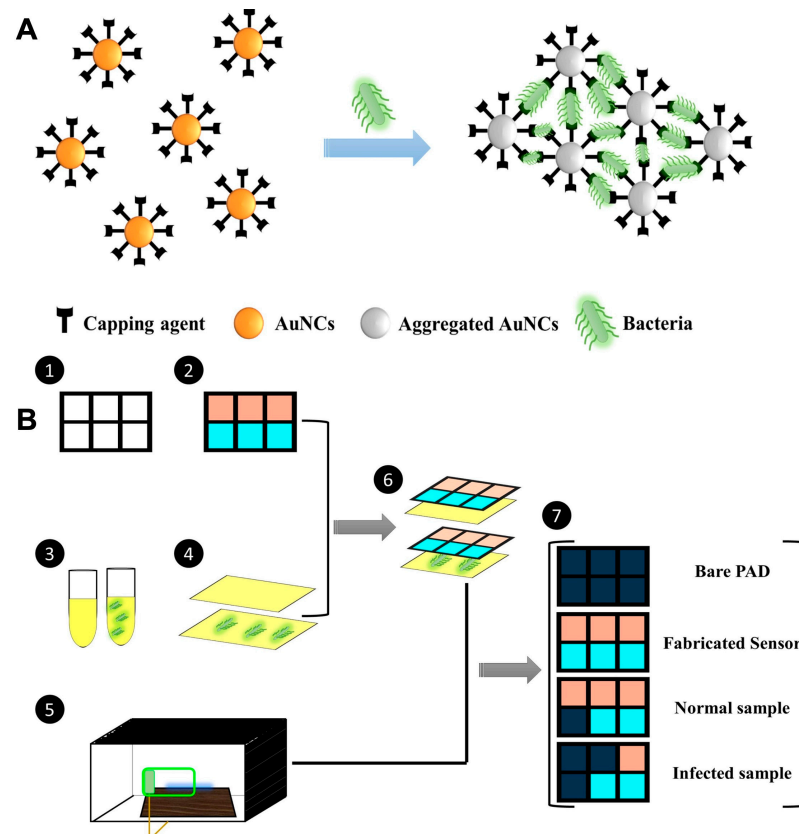 A
Capping agent
AuNCs
Aggregated AuNCs
Bacteria
1
2
B
3
4
5
6
7
Bare PAD
Fabricated Sensor
Normal sample
Infected sample